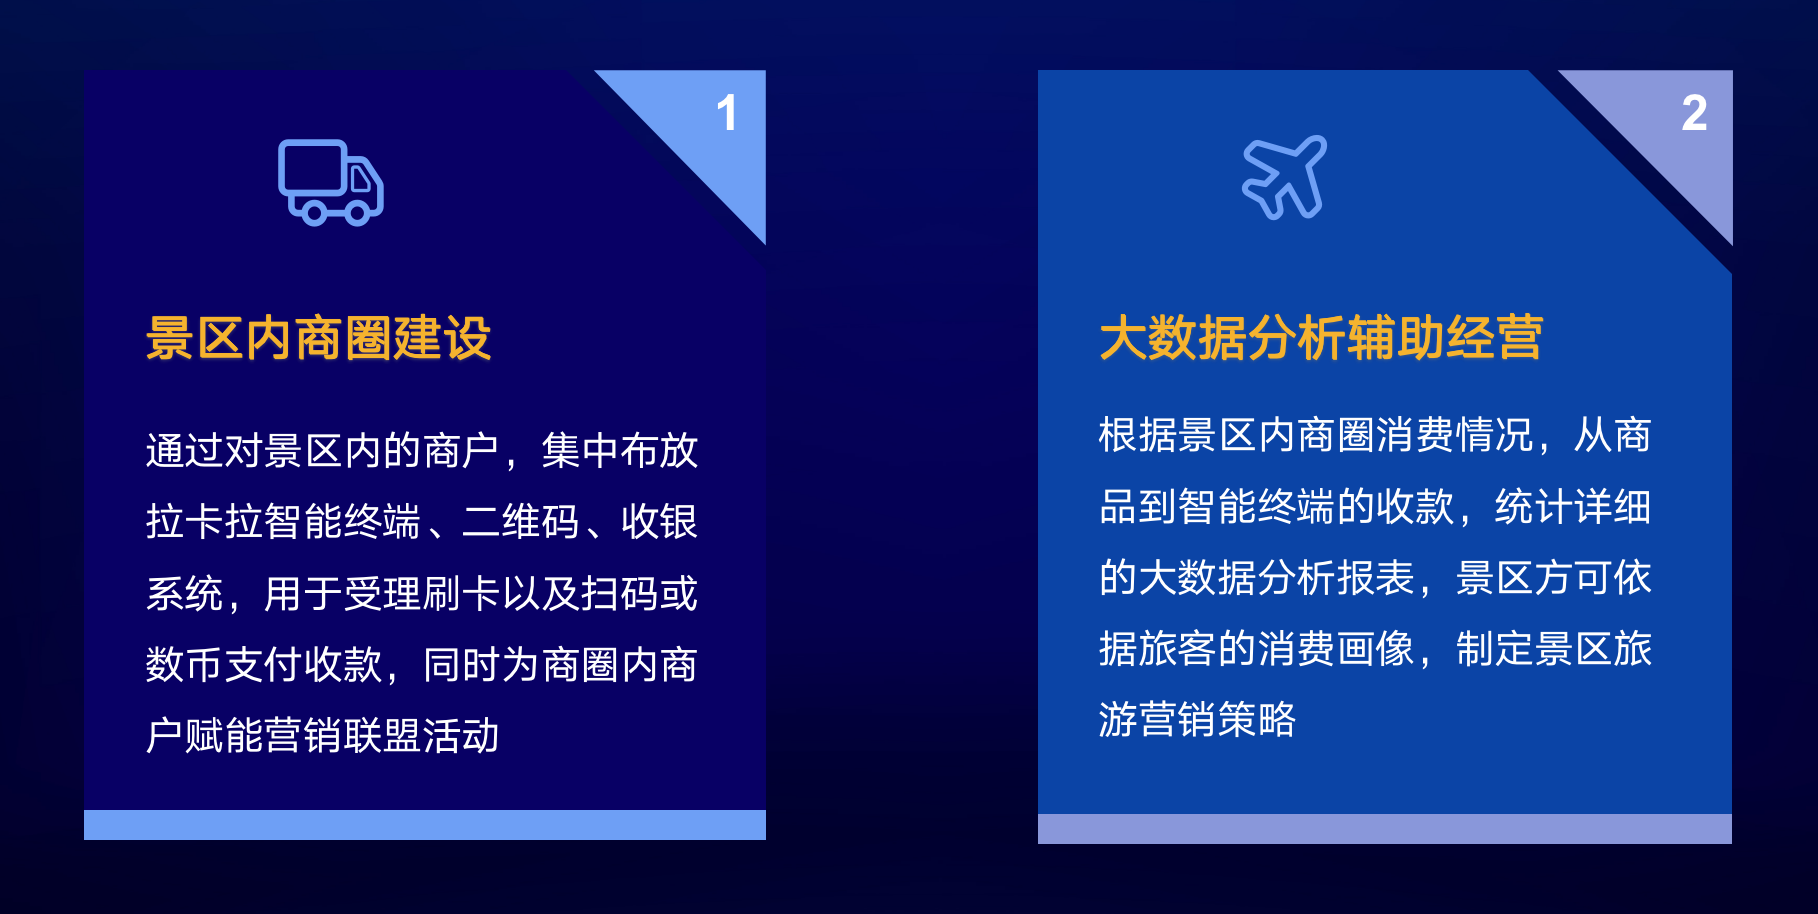 1
景区内商圈建设
通过对景区内的商户，集中布放
拉卡拉智能终端、二维码、收银
系统，用于受理刷卡以及扫码或
数币支付收款，同时为商圈内商
户赋能营销联盟活动
2
大数据分析辅助经营
根据景区内商圈消费情况，从商
品到智能终端的收款，统计详细
的大数据分析报表，景区方可依
据旅客的消费画像，制定景区旅
游营销策略